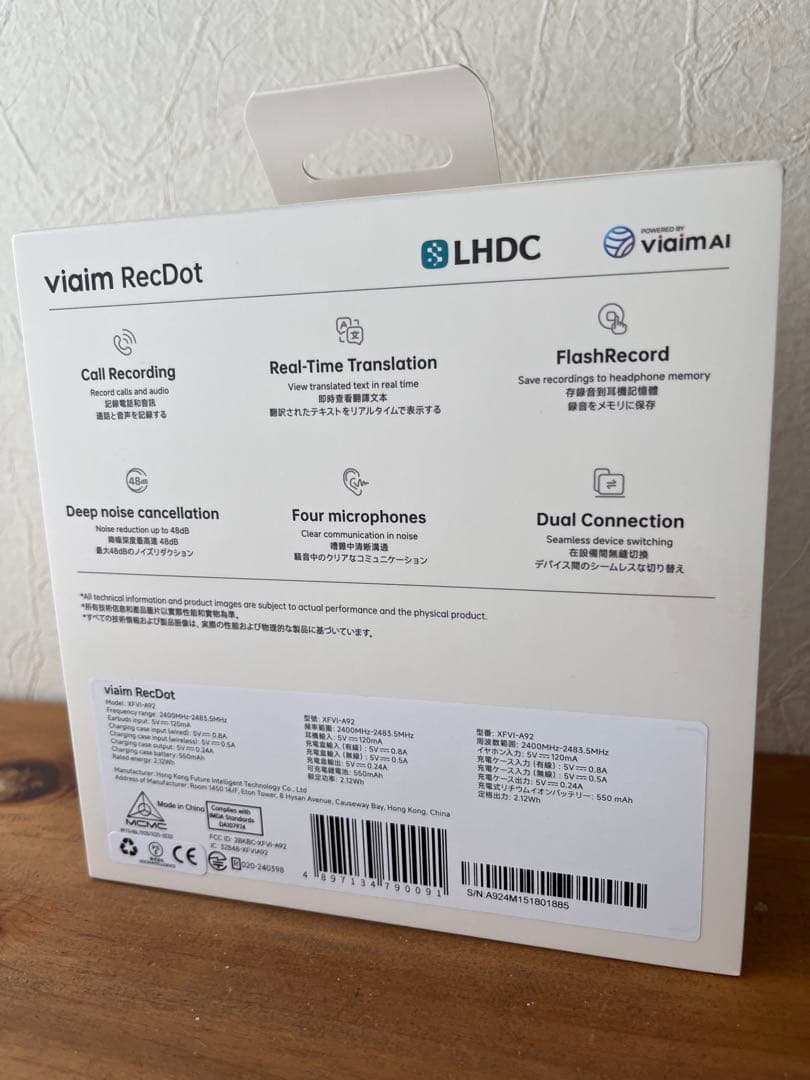 viaim RecDot
LHDC
POWERED BY
viaim AI
Call Recording
Record calls and audio
記錄電話和音訊
通話と音声を記録する
Real-Time Translation
View translated text in real time
即時查看翻譯文本
翻訳されたテキストをリアルタイムで表示する
FlashRecord
Save recordings to headphone memory
存錄音到耳機記憶體
録音をメモリに保存
48dB
Deep noise cancellation
Noise reduction up to 48dB
降噪深度最高達 48dB
最大48dBのノイズリダクション
Four microphones
Clear communication in noise
嘈雜中清晰溝通
騒音中のクリアなコミュニケーション
Dual Connection
Seamless device switching
在設備間無縫切換
デバイス間のシームレスな切り替え
*All technical information and product images are subject to actual performance and the physical product.
*所有技術信息和產品圖片以實際性能和實物為準。
*すべての技術情報および製品画像は、実際の性能および物理的な製品に基づいています。
viaim RecDot
Model: XFVI-A92
Frequency range: 2400MHz-2483.5MHz
Earbuds input: 5V⎓120mA
Charging case input (wired): 5V⎓0.8A
Charging case input (wireless): 5V⎓0.5A
Charging case output: 5V⎓0.24A
Charging case battery: 550mAh
Rated energy: 2.12Wh
型號: XFVI-A92
頻率範圍: 2400MHz-2483.5MHz
耳機輸入: 5V⎓120mA
充電盒輸入 (有線) : 5V⎓0.8A
充電盒輸入 (無線) : 5V⎓0.5A
充電盒輸出: 5V⎓0.24A
可充電鋰電池: 550mAh
額定功率: 2.12Wh
型番: XFVI-A92
周波数範囲: 2400MHz-2483.5MHz
イヤホン入力: 5V⎓120mA
充電ケース入力 (有線) : 5V⎓0.8A
充電ケース入力 (無線) : 5V⎓0.5A
充電ケース出力: 5V⎓0.24A
充電式リチウムイオンバッテリー: 550 mAh
定格出力: 2.12Wh
Manufacturer: Hong Kong Future Intelligent Technology Co., Ltd
Address of Manufacturer: Room 1450 14/F, Eton Tower, 8 Hysan Avenue, Causeway Bay, Hong Kong, China
MCMC
Made in China
Complies with
IMDA Standards
DA107974
FCC ID: 2BKBC-XFVI-A92
IC: 32848-XFVIA92
CE
R 020-240398
4 897134 790091
S/N:A924M151801885